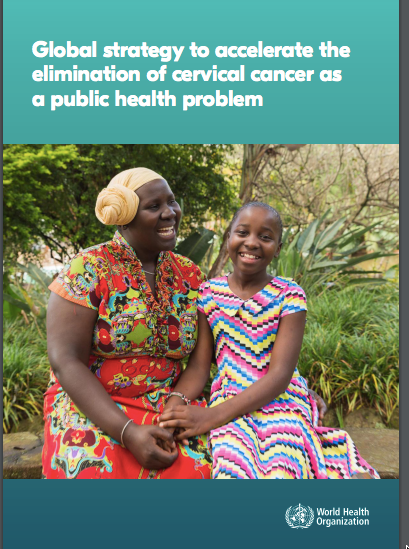 Global strategy to accelerate the
elimination of cervical cancer as
a public health problem
World Health
Organization